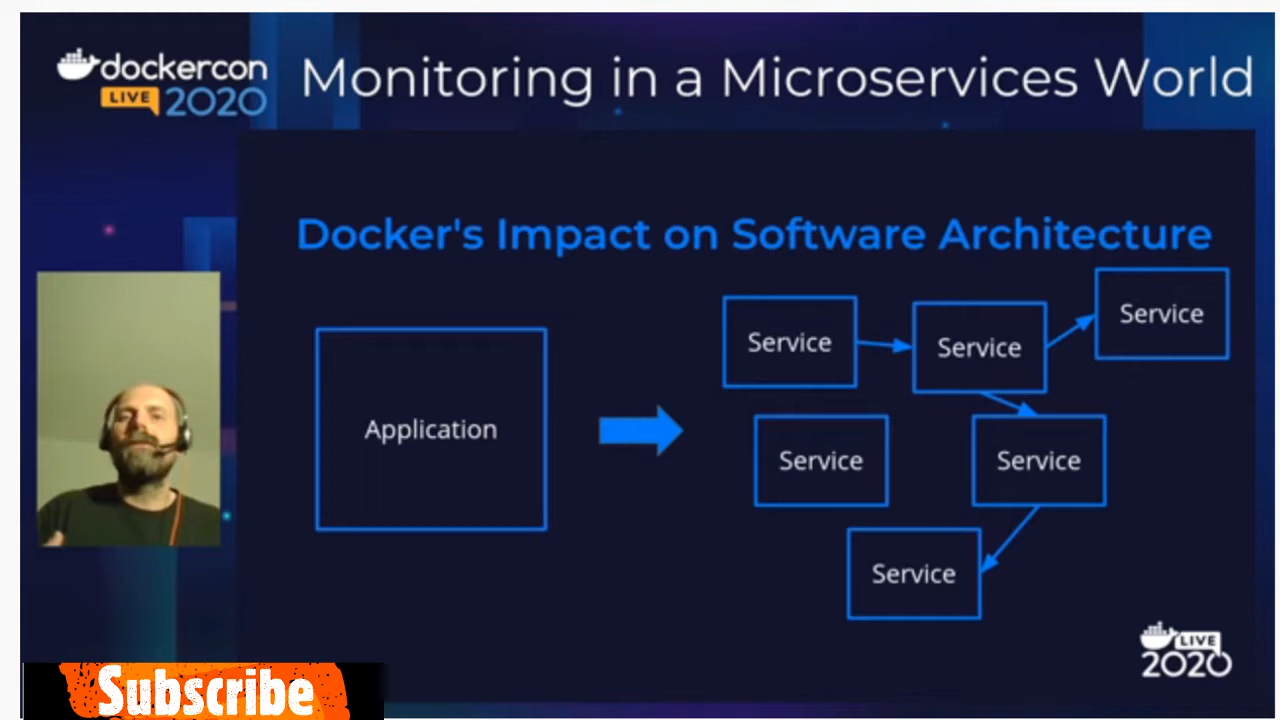 dockercon
LIVE 2020
Monitoring in a Microservices World
Docker's Impact on Software Architecture
Application
Service
Service
Service
Service
Service
Service
LIVE
2020
Subscribe